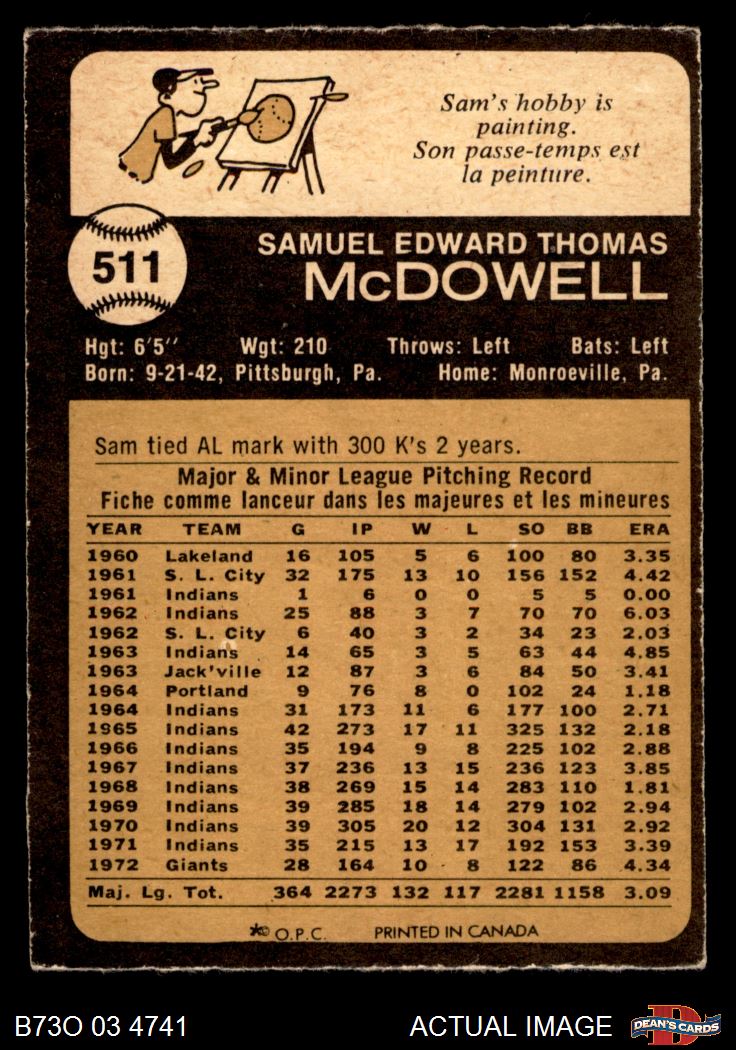 Sam's hobby is
painting.
Son passe-temps est
la peinture.
511
SAMUEL EDWARD THOMAS
McDOWELL
Hgt: 6'5'' Wgt: 210 Throws: Left Bats: Left
Born: 9-21-42, Pittsburgh, Pa. Home: Monroeville, Pa.
Sam tied AL mark with 300 K's 2 years.
Major & Minor League Pitching Record
Fiche comme lanceur dans les majeures et les mineures
YEAR TEAM G IP W L SO BB ERA
1960 Lakeland 16 105 5 6 100 80 3.35
1961 S. L. City 32 175 13 10 156 152 4.42
1961 Indians 1 6 0 0 5 5 0.00
1962 Indians 25 88 3 7 70 70 6.03
1962 S. L. City 6 40 3 2 34 23 2.03
1963 Indians 14 65 3 5 63 44 4.85
1963 Jack'ville 12 87 3 6 84 50 3.41
1964 Portland 9 76 8 0 102 24 1.18
1964 Indians 31 173 11 6 177 100 2.71
1965 Indians 42 273 17 11 325 132 2.18
1966 Indians 35 194 9 8 225 102 2.88
1967 Indians 37 236 13 15 236 123 3.85
1968 Indians 38 269 15 14 283 110 1.81
1969 Indians 39 285 18 14 279 102 2.94
1970 Indians 39 305 20 12 304 131 2.92
1971 Indians 35 215 13 17 192 153 3.39
1972 Giants 28 164 10 8 122 86 4.34
Maj. Lg. Tot. 364 2273 132 117 2281 1158 3.09
*© O.P.C. PRINTED IN CANADA
B73O 03 4741 ACTUAL IMAGE DEAN'S CARDS